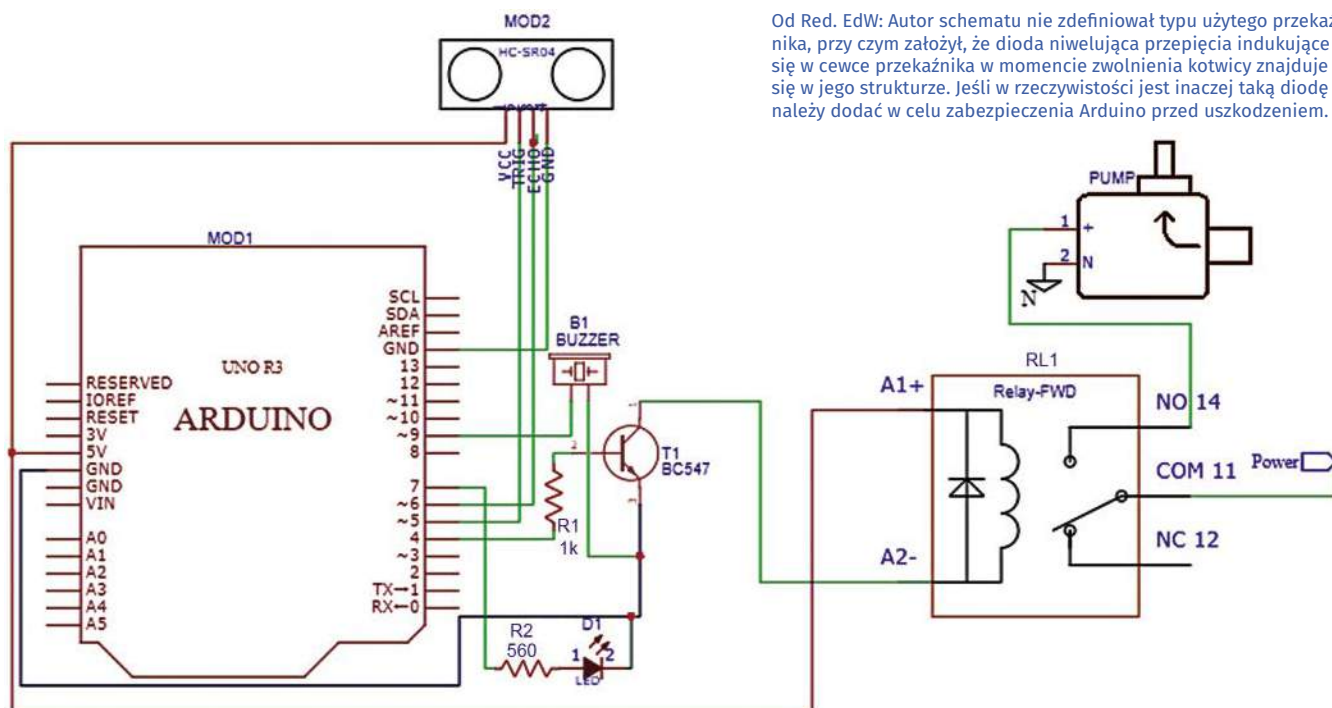 Od Red. EdW: Autor schematu nie zdefiniował typu użytego przekaź
nika, przy czym założył, że dioda niwelująca przepięcia indukujące
się w cewce przekaźnika w momencie zwolnienia kotwicy znajduje
się w jego strukturze. Jeśli w rzeczywistości jest inaczej taką diodę
należy dodać w celu zabezpieczenia Arduino przed uszkodzeniem.
MOD2
HC-SR04
VCC
TRIG
ECHO
GND
MOD1
UNO R3
ARDUINO
RESERVED
IOREF
RESET
3V
5V
GND
GND
VIN
A0
A1
A2
A3
A4
A5
SCL
SDA
AREF
GND
13
12
~11
~10
~9
8
7
~6
~5
4
~3
2
TX→1
RX←0
B1
BUZZER
1
2
3
T1
BC547
R1
1k
R2
560
D1
1 2
LED
PUMP
1 +
2 N
N
RL1
Relay-FWD
A1+
A2-
NO 14
COM 11
NC 12
Power